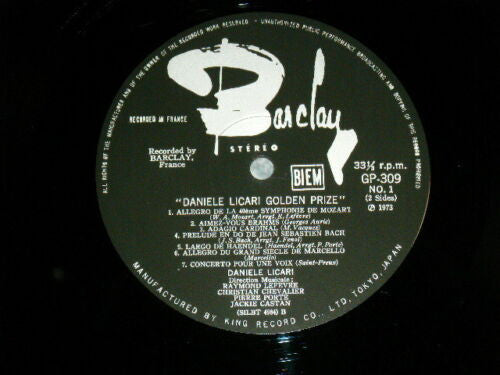 ALL RIGHTS OF THE MANUFACTURER AND OF THE OWNER OF THE RECORDED WORK RESERVED · UNAUTHORIZED PUBLIC PERFORMANCE BROADCASTING AND COPYING OF THIS RECORD PROHIBITED
Barclay
RECORDED IN FRANCE
STÉRÉO
Recorded by
BARCLAY,
France
BIEM
33⅓ r.p.m.
GP-309
NO. 1
(2 Sides)
℗ 1973
"DANIELE LICARI GOLDEN PRIZE"
1. ALLEGRO DE LA 40ème SYMPHONIE DE MOZART
(W. A. Mozart, Arrgt. R. Lefèvre)
2. AIMEZ-VOUS BRAHMS (Georges Auric)
3. ADAGIO CARDINAL (M. Vacquez)
4. PRELUDE EN DO DE JEAN SEBASTIEN BACH
(J. S. Bach, Arrgt. J. Fenol)
5. LARGO DE HAENDEL (Haendel, Arrgt. P. Porte)
6. ALLEGRO DU GRAND SIECLE DE MARCELLO
(Marcello)
7. CONCERTO POUR UNE VOIX (Saint-Preux)
DANIELE LICARI
Direction Musicale:
RAYMOND LEFEVRE
CHRISTIAN CHEVALIER
PIERRE PORTE
JACKIE CASTAN
(SILBT 4984) B
MANUFACTURED BY KING RECORD CO., LTD. TOKYO, JAPAN